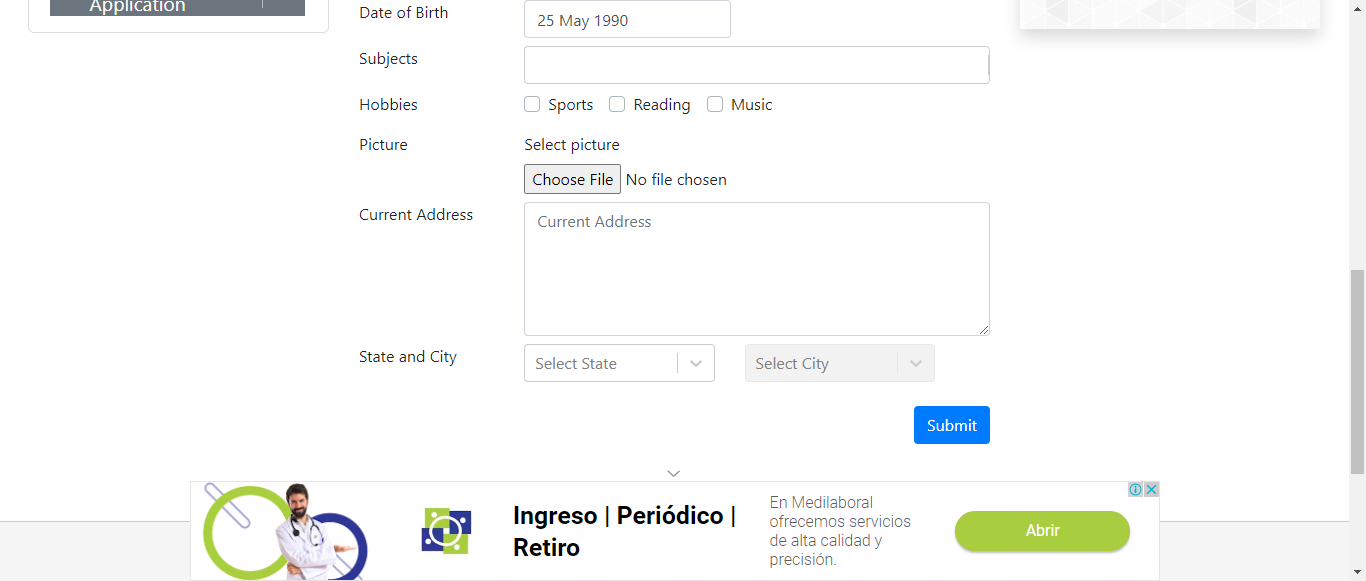 Application
Date of Birth
25 May 1990
Subjects
Hobbies
Sports Reading Music
Picture
Select picture
Choose File No file chosen
Current Address
Current Address
State and City
Select State
Select City
Submit
Ingreso | Periódico |
Retiro
En Medilaboral
ofrecemos servicios
de alta calidad y
precisión.
Abrir